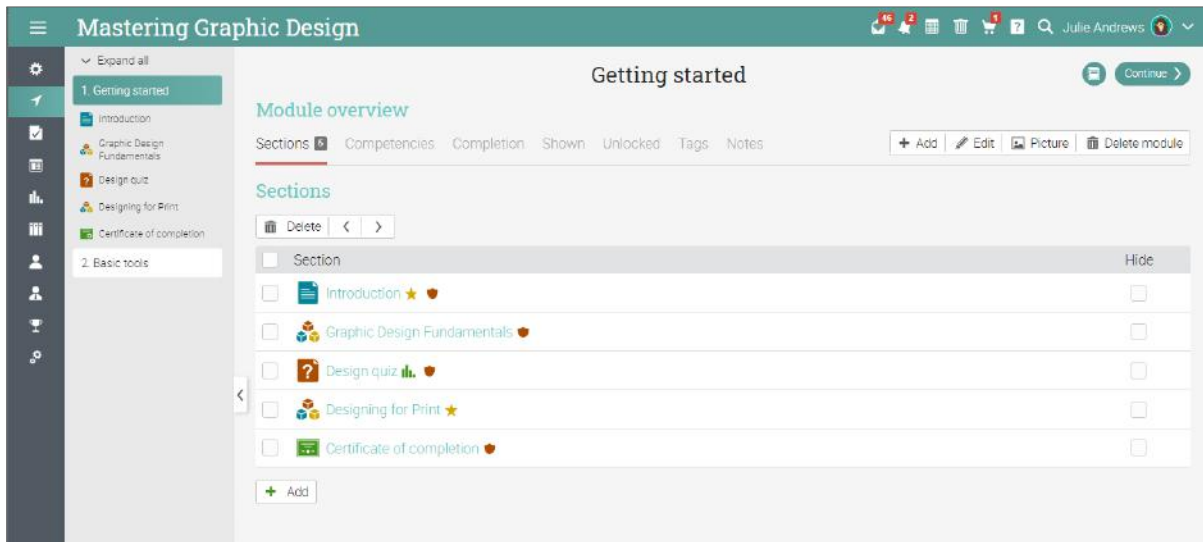 Mastering Graphic Design
46
2
Julie Andrews
Expand all
1. Getting started
Introduction
Graphic Design
Fundamentals
Design quiz
Designing for Print
Certificate of completion
2. Basic tools
Getting started
Continue
Module overview
Sections Competencies Completion Shown Unlocked Tags Notes
Add Edit Picture Delete module
Sections
Delete
Section Hide
Introduction
Graphic Design Fundamentals
Design quiz
Designing for Print
Certificate of completion
Add